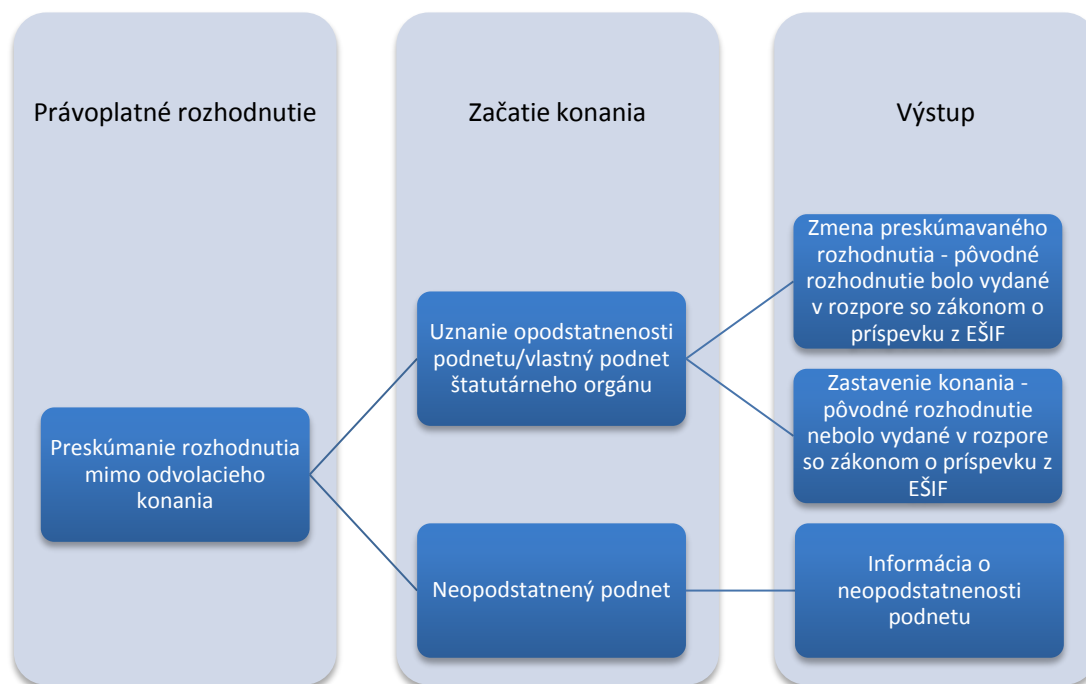 Právoplatné rozhodnutie
Začatie konania
Výstup
Preskúmanie rozhodnutia
mimo odvolacieho
konania
Uznanie opodstatnenosti
podnetu/vlastný podnet
štatutárneho orgánu
Neopodstatnený podnet
Zmena preskúmavaného
rozhodnutia - pôvodné
rozhodnutie bolo vydané
v rozpore so zákonom o
príspevku z EŠIF
Zastavenie konania -
pôvodné rozhodnutie
nebolo vydané v rozpore
so zákonom o príspevku z
EŠIF
Informácia o
neopodstatnenosti
podnetu